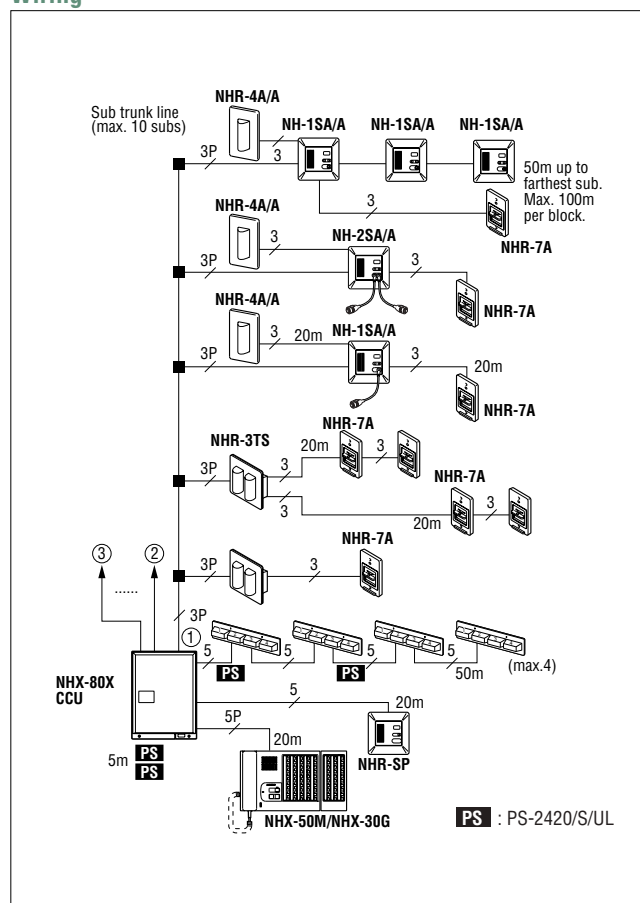 Wiring
NHR-4A/A
Sub trunk line
(max. 10 subs)
NH-1SA/A
NH-1SA/A
NH-1SA/A
3P
3
50m up to
farthest sub.
Max. 100m
per block.
3
NHR-7A
NHR-4A/A
3
NH-2SA/A
3P
3
NHR-7A
NHR-4A/A
3
20m
NH-1SA/A
3P
3
20m
NHR-7A
NHR-3TS
NHR-7A
20m
3
3
3P
NHR-7A
3
20m
3
NHR-7A
3P
3
③
②
......
3P
①
5
PS
5
5
PS
5
5
50m
(max.4)
NHX-80X
CCU
5
20m
5P
NHR-SP
5m
PS
PS
20m
NHX-50M/NHX-30G
PS : PS-2420/S/UL